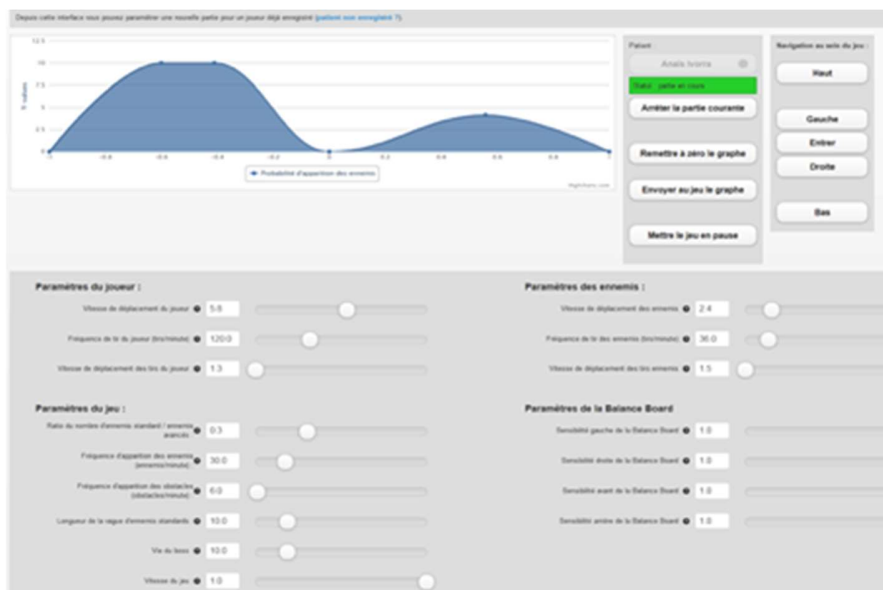 Depuis cette interface vous pouvez paramétrer une nouvelle partie pour un joueur déjà enregistré (patient non enregistré ?).
12.5
10
7.5
5
2.5
0
-1
-0.8
-0.6
-0.4
-0.2
0
0.2
0.4
0.6
0.8
1
Probabilité d'apparition des ennemis
Highcharts.com
Patient :
Anaïs Ivorra
Statut : partie en cours
Arrêter la partie courante
Remettre à zéro le graphe
Envoyer au jeu le graphe
Mettre le jeu en pause
Navigation au sein du jeu :
Haut
Gauche
Entrer
Droite
Bas
Paramètres du joueur :
Vitesse de déplacement du joueur 5.8
Fréquence de tir du joueur (tirs/minute) 120.0
Vitesse de déplacement des tirs du joueur 1.3
Paramètres des ennemis :
Vitesse de déplacement des ennemis 2.4
Fréquence de tir des ennemis (tirs/minute) 36.0
Vitesse de déplacement des tirs ennemis 1.5
Paramètres du jeu :
Ratio du nombre d'ennemis standard / ennemis
avancés 0.3
Fréquence d'apparition des ennemis
(ennemis/minute) 30.0
Fréquence d'apparition des obstacles
(obstacles/minute) 6.0
Longueur de la vague d'ennemis standards 10.0
Vie du boss 10.0
Vitesse du jeu 1.0
Paramètres de la Balance Board
Sensibilité gauche de la Balance Board 1.0
Sensibilité droite de la Balance Board 1.0
Sensibilité avant de la Balance Board 1.0
Sensibilité arrière de la Balance Board 1.0